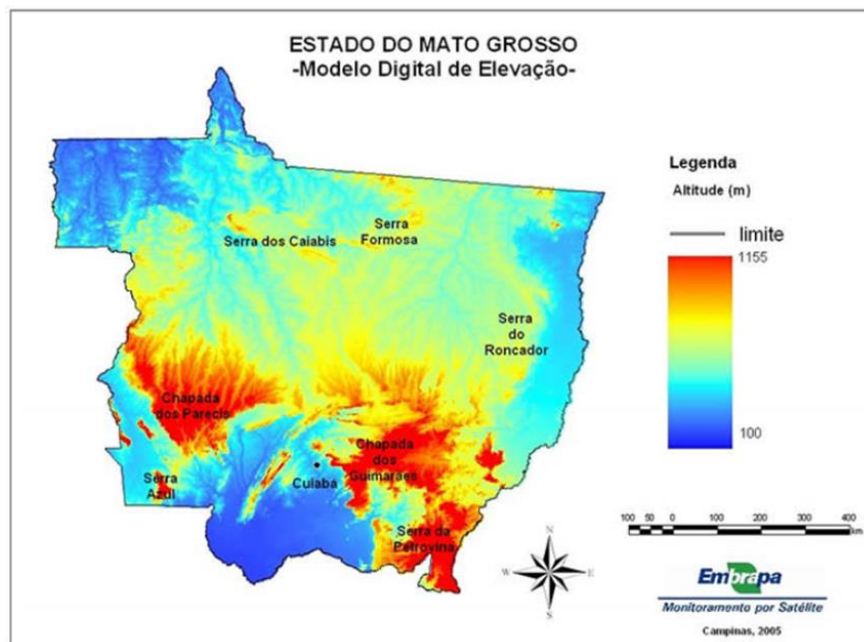 ESTADO DO MATO GROSSO
-Modelo Digital de Elevação-
Legenda
Altitude (m)
limite
1155
100
Serra
Formosa
Serra dos Caiabis
Serra
do
Roncador
Chapada
dos Parecis
Chapada
dos
Guimarães
Cuiabá
Serra
Azul
Serra da
Petrovina
N
W
E
S
100 50 0 100 200 300 400
km
Embrapa
Monitoramento por Satélite
Campinas, 2005